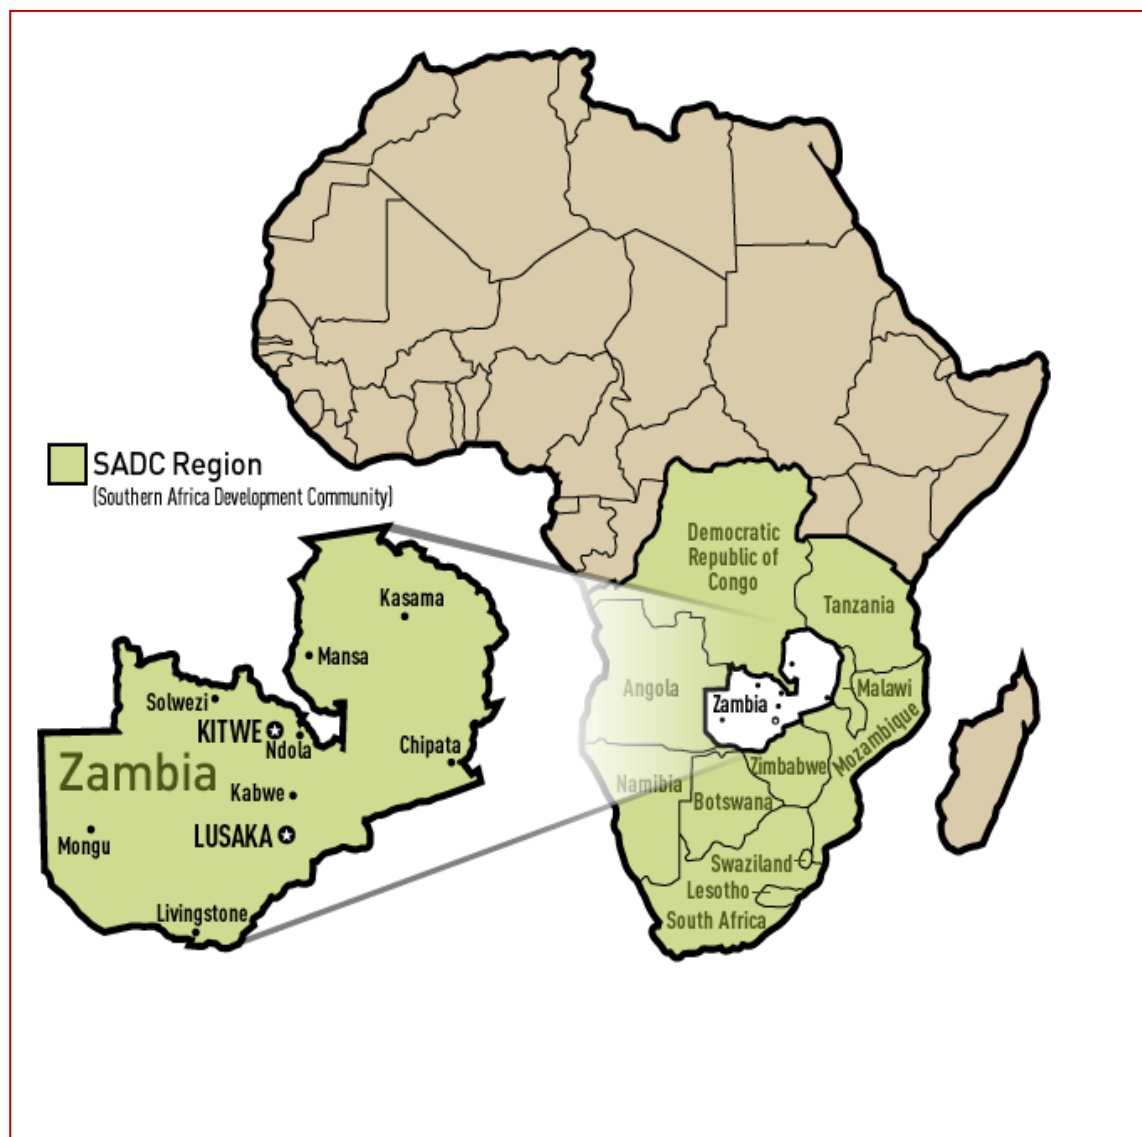 SADC Region
(Southern Africa Development Community)
Kasama
Mansa
Solwezi
KITWE
Ndola
Chipata
Zambia
Kabwe
LUSAKA
Mongu
Livingstone
Democratic
Republic of
Congo
Tanzania
Angola
Zambia
Malawi
Mozambique
Zimbabwe
Namibia
Botswana
Swaziland
Lesotho
South Africa